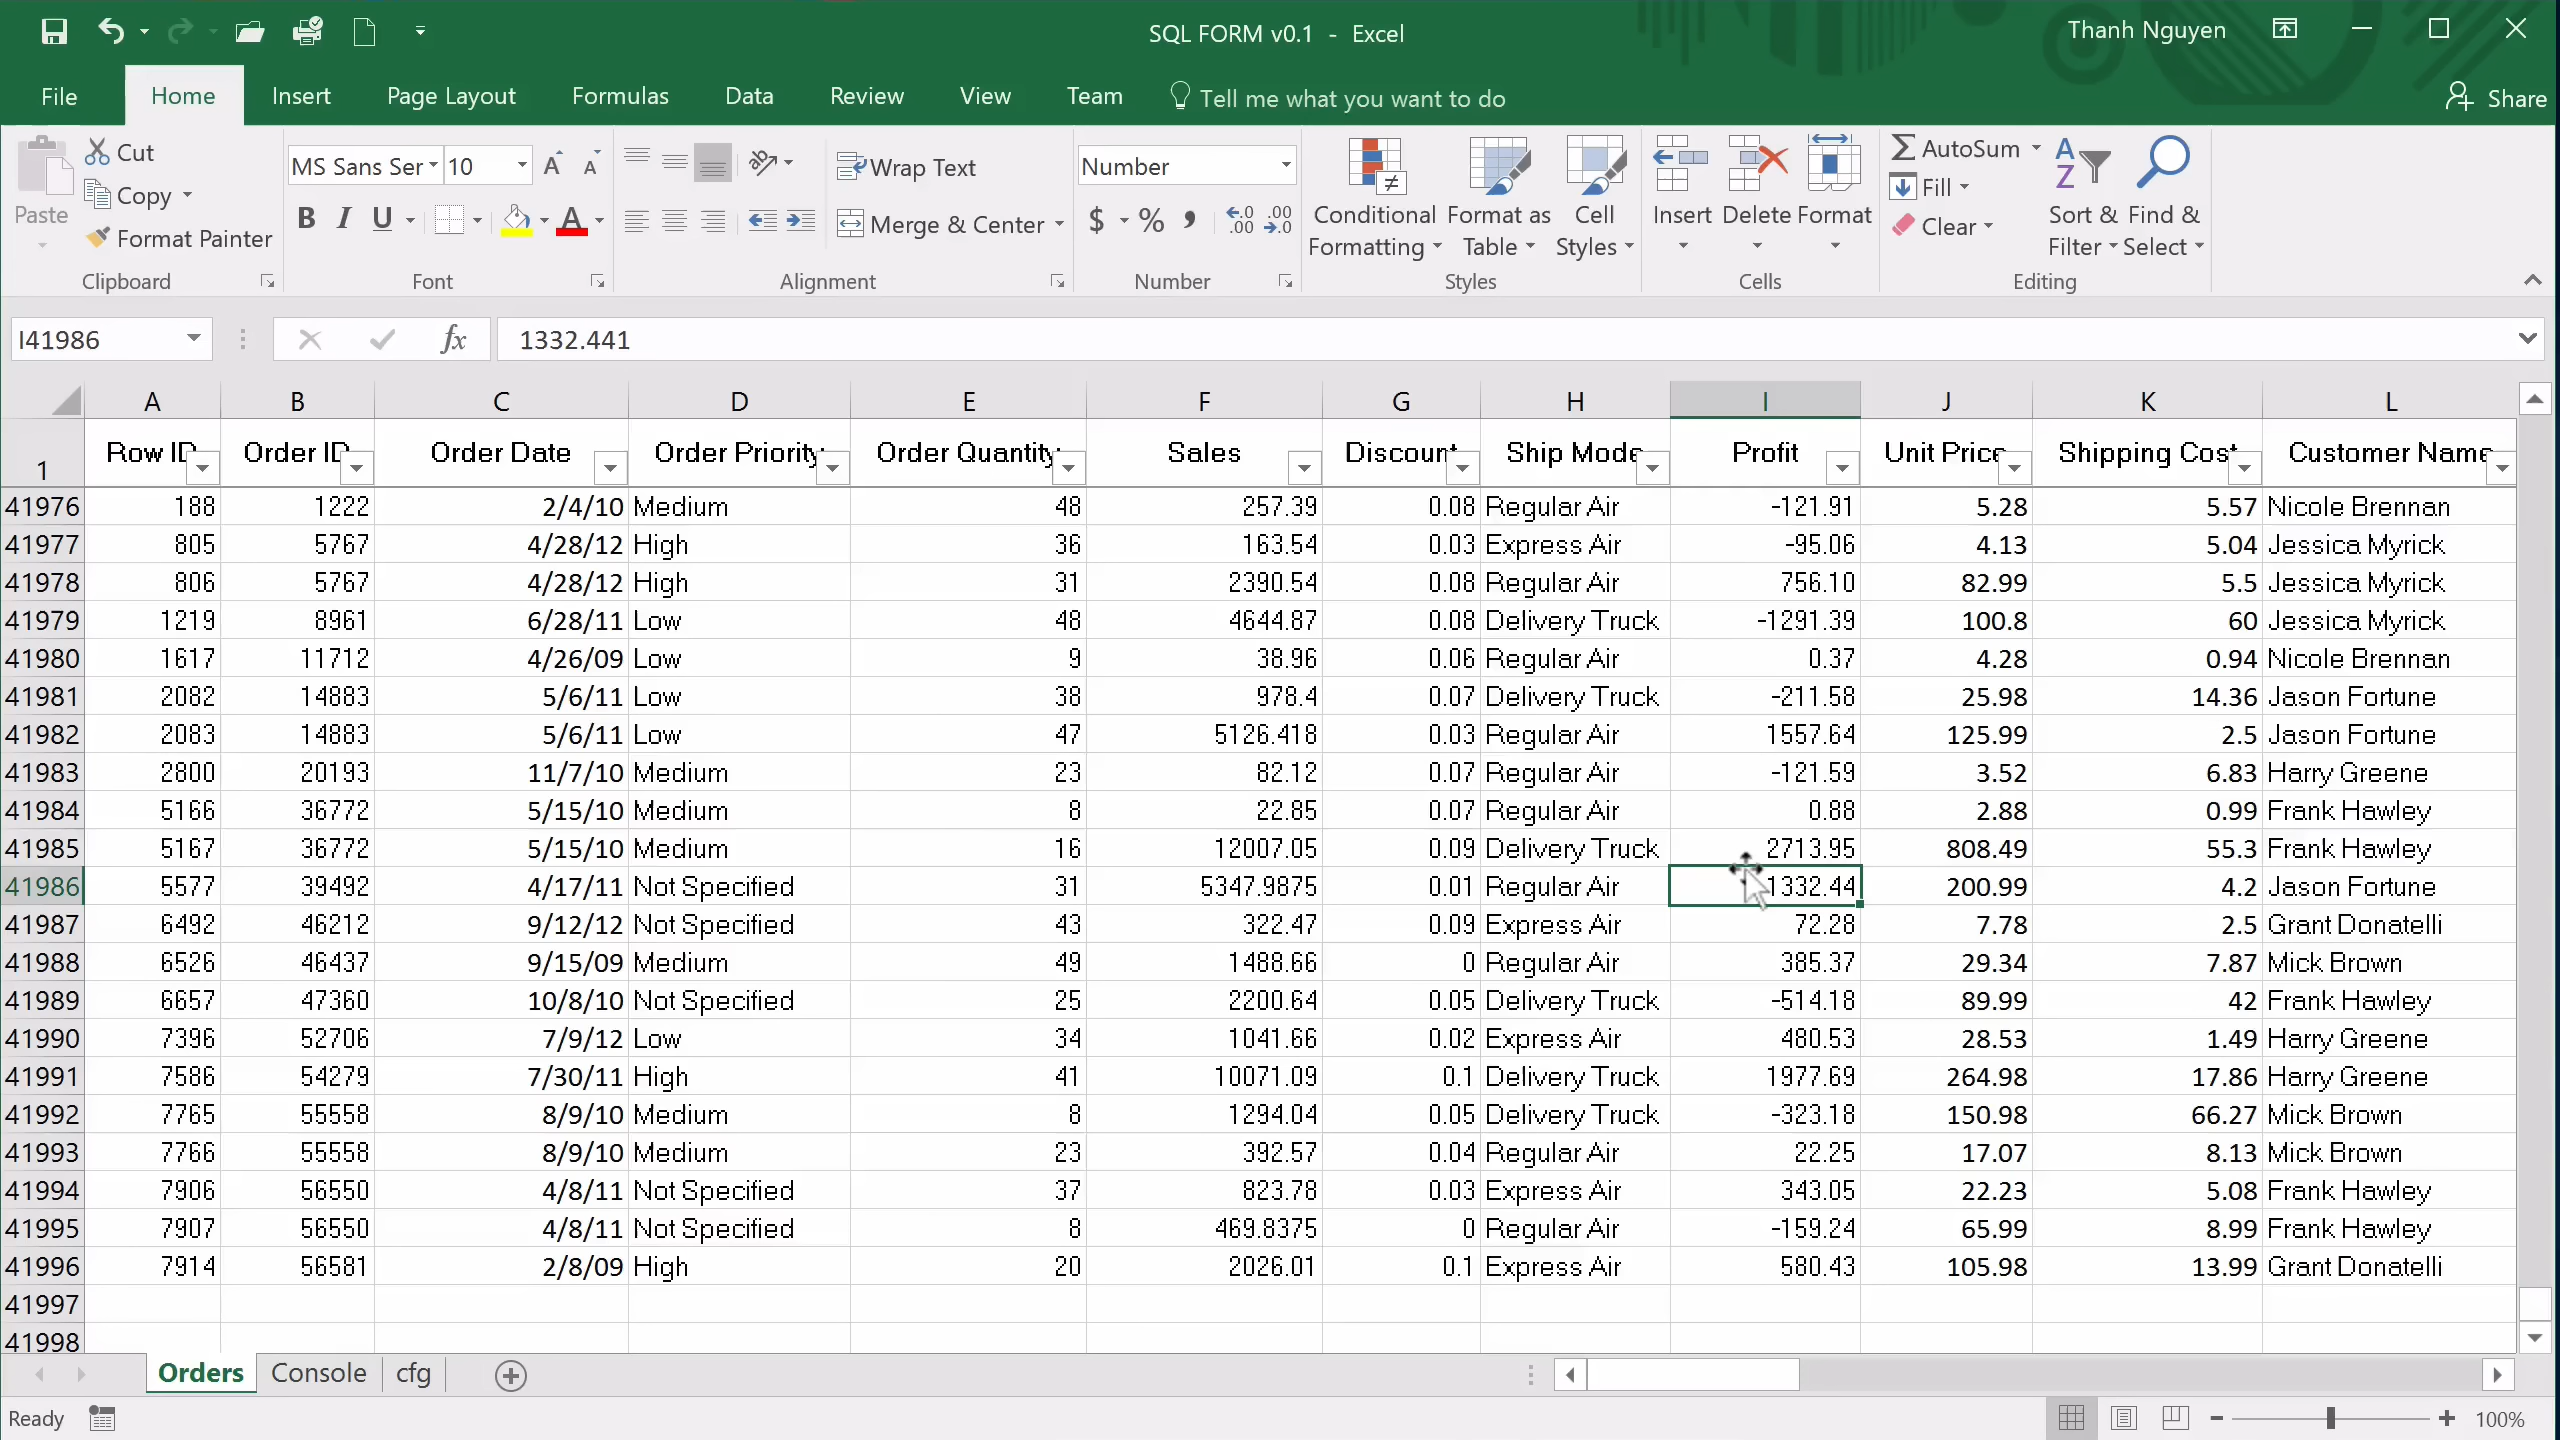 SQL FORM v0.1 - Excel
Thanh Nguyen
File Home Insert Page Layout Formulas Data Review View Team Tell me what you want to do Share
Paste
Cut
Copy
Format Painter
Clipboard
MS Sans Ser 10
B I U
Font
Wrap Text
Merge & Center
Alignment
Number
$ % ,
Number
Conditional Formatting
Format as Table
Cell Styles
Styles
Insert Delete Format
Cells
AutoSum
Fill
Clear
Sort & Filter
Find & Select
Editing
I41986 fx 1332.441
A B C D E F G H I J K L
1 Row ID Order ID Order Date Order Priority Order Quantity Sales Discount Ship Mode Profit Unit Price Shipping Cost Customer Name
41976 188 1222 2/4/10 Medium 48 257.39 0.08 Regular Air -121.91 5.28 5.57 Nicole Brennan
41977 805 5767 4/28/12 High 36 163.54 0.03 Express Air -95.06 4.13 5.04 Jessica Myrick
41978 806 5767 4/28/12 High 31 2390.54 0.08 Regular Air 756.10 82.99 5.5 Jessica Myrick
41979 1219 8961 6/28/11 Low 48 4644.87 0.08 Delivery Truck -1291.39 100.8 60 Jessica Myrick
41980 1617 11712 4/26/09 Low 9 38.96 0.06 Regular Air 0.37 4.28 0.94 Nicole Brennan
41981 2082 14883 5/6/11 Low 38 978.4 0.07 Delivery Truck -211.58 25.98 14.36 Jason Fortune
41982 2083 14883 5/6/11 Low 47 5126.418 0.03 Regular Air 1557.64 125.99 2.5 Jason Fortune
41983 2800 20193 11/7/10 Medium 23 82.12 0.07 Regular Air -121.59 3.52 6.83 Harry Greene
41984 5166 36772 5/15/10 Medium 8 22.85 0.07 Regular Air 0.88 2.88 0.99 Frank Hawley
41985 5167 36772 5/15/10 Medium 16 12007.05 0.09 Delivery Truck 2713.95 808.49 55.3 Frank Hawley
41986 5577 39492 4/17/11 Not Specified 31 5347.9875 0.01 Regular Air 1332.44 200.99 4.2 Jason Fortune
41987 6492 46212 9/12/12 Not Specified 43 322.47 0.09 Express Air 72.28 7.78 2.5 Grant Donatelli
41988 6526 46437 9/15/09 Medium 49 1488.66 0 Regular Air 385.37 29.34 7.87 Mick Brown
41989 6657 47360 10/8/10 Not Specified 25 2200.64 0.05 Delivery Truck -514.18 89.99 42 Frank Hawley
41990 7396 52706 7/9/12 Low 34 1041.66 0.02 Express Air 480.53 28.53 1.49 Harry Greene
41991 7586 54279 7/30/11 High 41 10071.09 0.1 Delivery Truck 1977.69 264.98 17.86 Harry Greene
41992 7765 55558 8/9/10 Medium 8 1294.04 0.05 Delivery Truck -323.18 150.98 66.27 Mick Brown
41993 7766 55558 8/9/10 Medium 23 392.57 0.04 Regular Air 22.25 17.07 8.13 Mick Brown
41994 7906 56550 4/8/11 Not Specified 37 823.78 0.03 Express Air 343.05 22.23 5.08 Frank Hawley
41995 7907 56550 4/8/11 Not Specified 8 469.8375 0 Regular Air -159.24 65.99 8.99 Frank Hawley
41996 7914 56581 2/8/09 High 20 2026.01 0.1 Express Air 580.43 105.98 13.99 Grant Donatelli
41997
41998
Orders Console cfg
Ready 100%